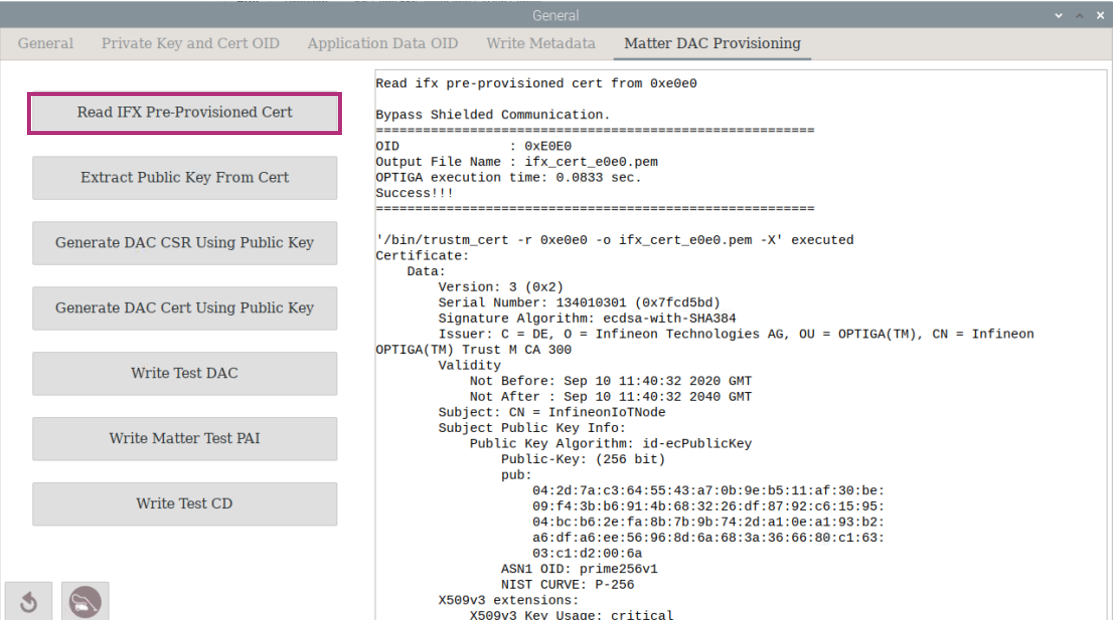 General
General Private Key and Cert OID Application Data OID Write Metadata Matter DAC Provisioning
Read IFX Pre-Provisioned Cert
Extract Public Key From Cert
Generate DAC CSR Using Public Key
Generate DAC Cert Using Public Key
Write Test DAC
Write Matter Test PAI
Write Test CD
Read ifx pre-provisioned cert from 0xe0e0
Bypass Shielded Communication.
========================================================
OID              : 0xE0E0
Output File Name : ifx_cert_e0e0.pem
OPTIGA execution time: 0.0833 sec.
Success!!!
========================================================
'/bin/trustm_cert -r 0xe0e0 -o ifx_cert_e0e0.pem -X' executed
Certificate:
    Data:
        Version: 3 (0x2)
        Serial Number: 134010301 (0x7fcd5bd)
        Signature Algorithm: ecdsa-with-SHA384
        Issuer: C = DE, O = Infineon Technologies AG, OU = OPTIGA(TM), CN = Infineon
OPTIGA(TM) Trust M CA 300
        Validity
            Not Before: Sep 10 11:40:32 2020 GMT
            Not After : Sep 10 11:40:32 2040 GMT
        Subject: CN = InfineonIoTNode
        Subject Public Key Info:
            Public Key Algorithm: id-ecPublicKey
                Public-Key: (256 bit)
                pub:
                    04:2d:7a:c3:64:55:43:a7:0b:9e:b5:11:af:30:be:
                    09:f4:3b:b6:91:4b:68:32:26:df:87:92:c6:15:95:
                    04:bc:b6:2e:fa:8b:7b:9b:74:2d:a1:0e:a1:93:b2:
                    a6:df:a6:ee:56:96:8d:6a:68:3a:36:66:80:c1:63:
                    03:c1:d2:00:6a
                ASN1 OID: prime256v1
                NIST CURVE: P-256
        X509v3 extensions:
            X509v3 Key Usage: critical